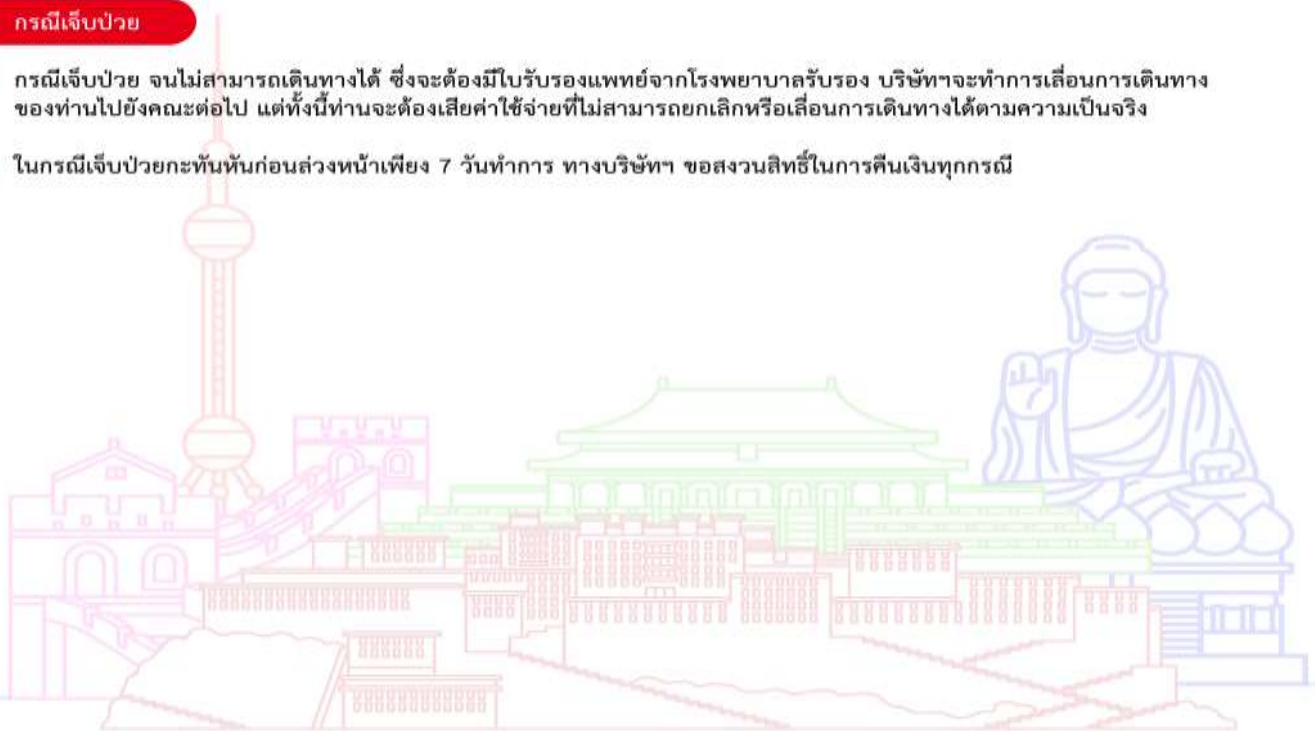 กรณีเจ็บป่วย
กรณีเจ็บป่วย จนไม่สามารถเดินทางได้ ซึ่งจะต้องมีใบรับรองแพทย์จากโรงพยาบาลรับรอง บริษัทฯจะทำการเลื่อนการเดินทาง
ของท่านไปยังคณะต่อไป แต่ทั้งนี้ท่านจะต้องเสียค่าใช้จ่ายที่ไม่สามารถยกเลิกหรือเลื่อนการเดินทางได้ตามความเป็นจริง
ในกรณีเจ็บป่วยกะทันหันก่อนล่วงหน้าเพียง 7 วันทำการ ทางบริษัทฯ ขอสงวนสิทธิ์ในการคืนเงินทุกกรณี